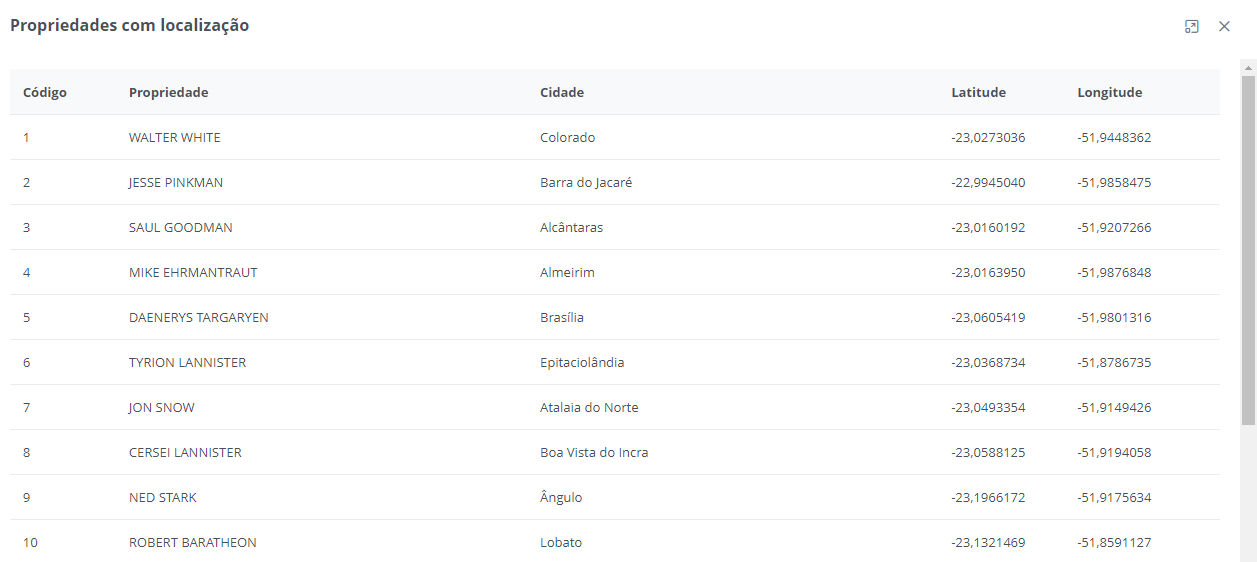 Propriedades com localização
Código Propriedade Cidade Latitude Longitude
1 WALTER WHITE Colorado -23,0273036 -51,9448362
2 JESSE PINKMAN Barra do Jacaré -22,9945040 -51,9858475
3 SAUL GOODMAN Alcântaras -23,0160192 -51,9207266
4 MIKE EHRMANTRAUT Almeirim -23,0163950 -51,9876848
5 DAENERYS TARGARYEN Brasília -23,0605419 -51,9801316
6 TYRION LANNISTER Epitaciolândia -23,0368734 -51,8786735
7 JON SNOW Atalaia do Norte -23,0493354 -51,9149426
8 CERSEI LANNISTER Boa Vista do Incra -23,0588125 -51,9194058
9 NED STARK Ângulo -23,1966172 -51,9175634
10 ROBERT BARATHEON Lobato -23,1321469 -51,8591127